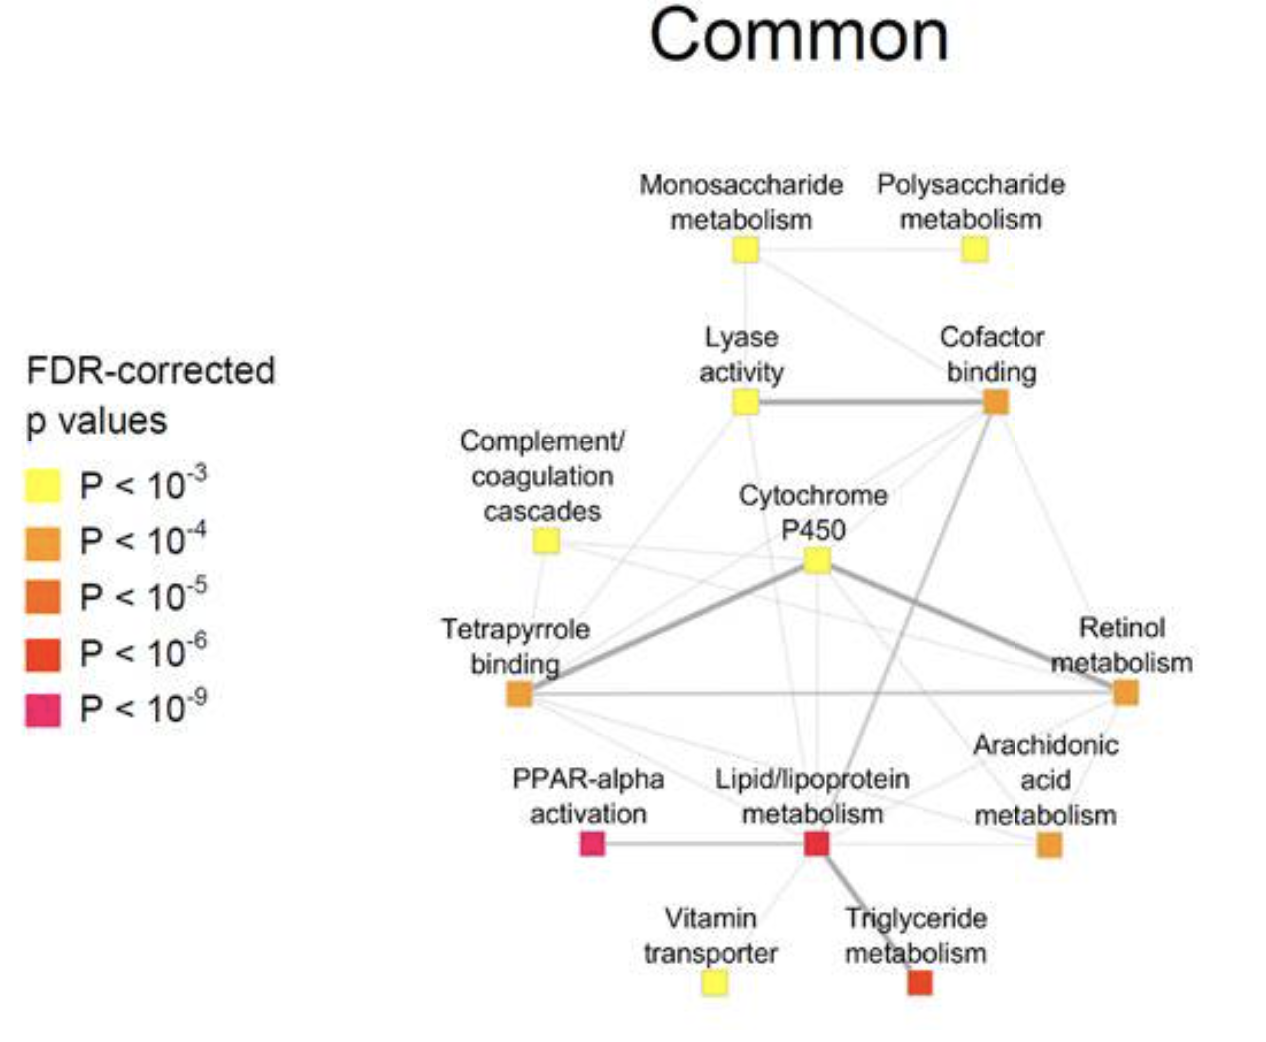 Common
Monosaccharide
metabolism
Polysaccharide
metabolism
Lyase
activity
Cofactor
binding
FDR-corrected
p values
P < 10-3
P < 10-4
P < 10-5
P < 10-6
P < 10-9
Complement/
coagulation
cascades
Cytochrome
P450
Tetrapyrrole
binding
Retinol
metabolism
PPAR-alpha
activation
Lipid/lipoprotein
metabolism
Arachidonic
acid
metabolism
Vitamin
transporter
Triglyceride
metabolism